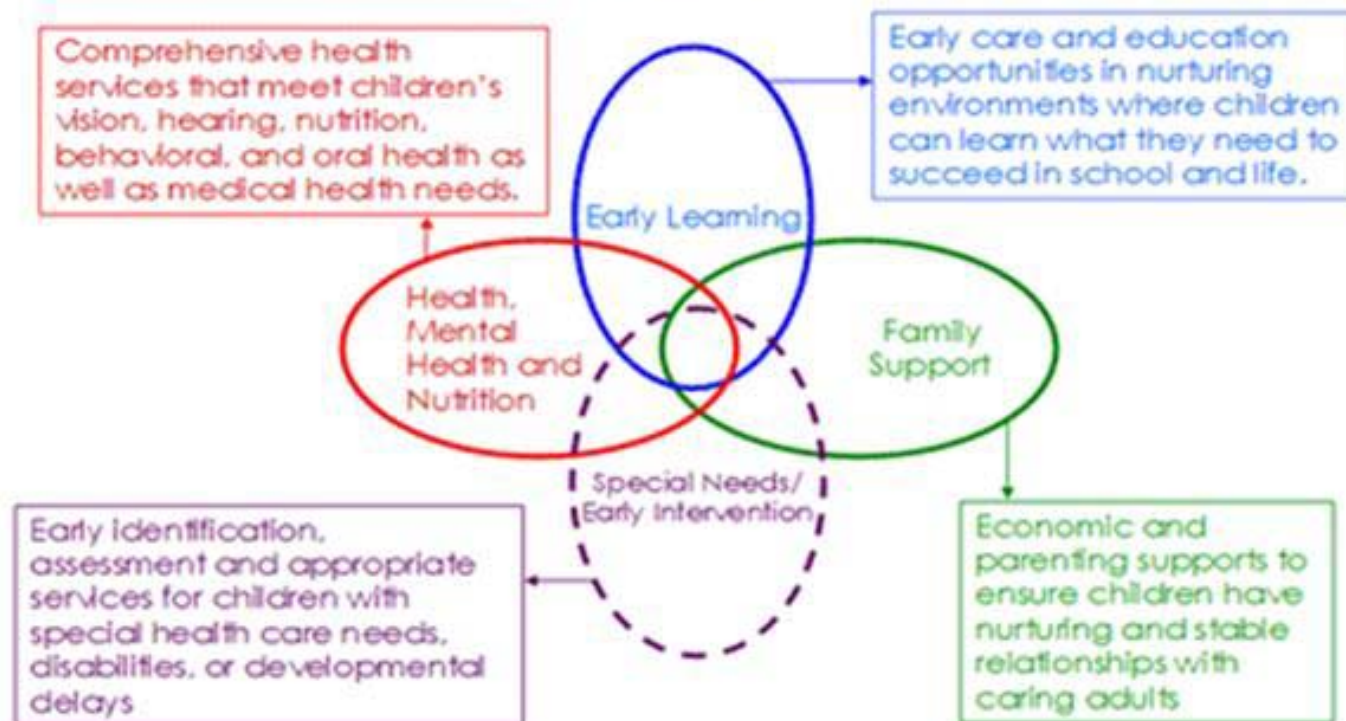 Comprehensive health
services that meet children's
vision, hearing, nutrition,
behavioral, and oral health as
well as medical health needs.
Early care and education
opportunities in nurturing
environments where children
can learn what they need to
succeed in school and life.
Early Learning
Health,
Mental
Health and
Nutrition
Family
Support
Special Needs/
Early Intervention
Early identification,
assessment and appropriate
services for children with
special health care needs,
disabilities, or developmental
delays
Economic and
parenting supports to
ensure children have
nurturing and stable
relationships with
caring adults